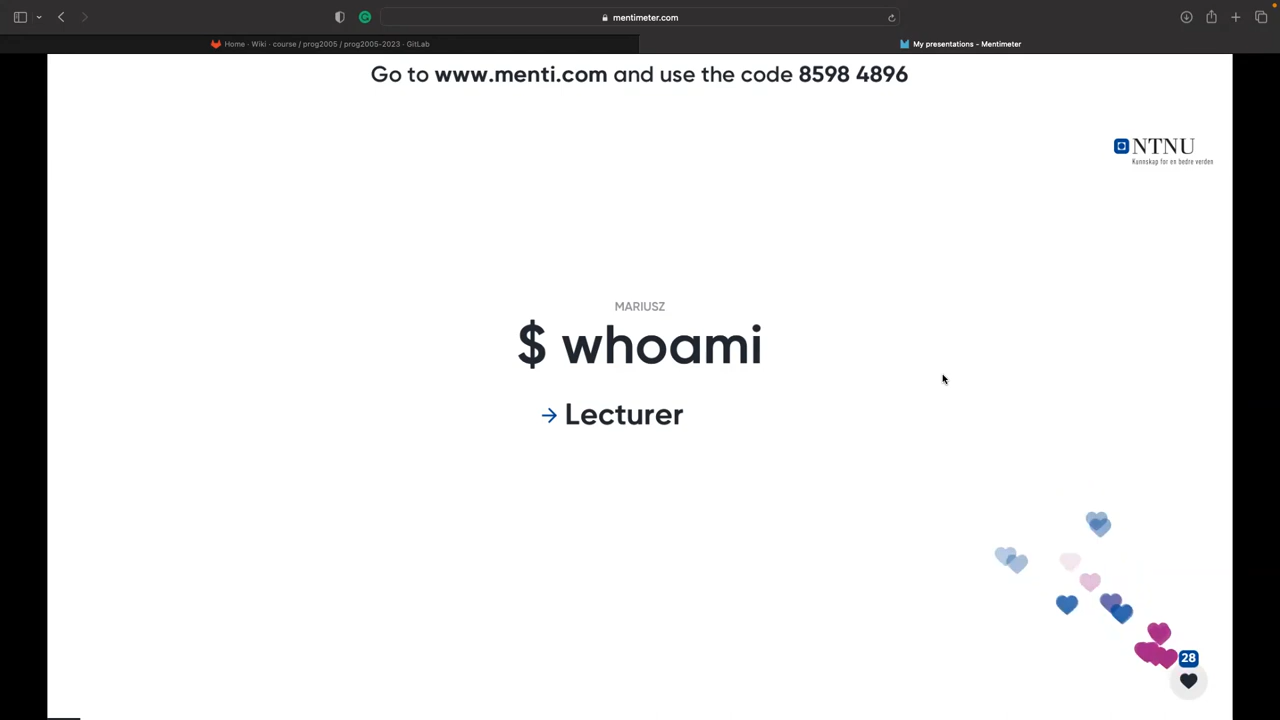 mentimeter.com
Home · Wiki · course / prog2005 / prog2005-2023 · GitLab
My presentations - Mentimeter
Go to www.menti.com and use the code 8598 4896
NTNU
Kunnskap for en bedre verden
MARIUSZ
$ whoami
→ Lecturer
28